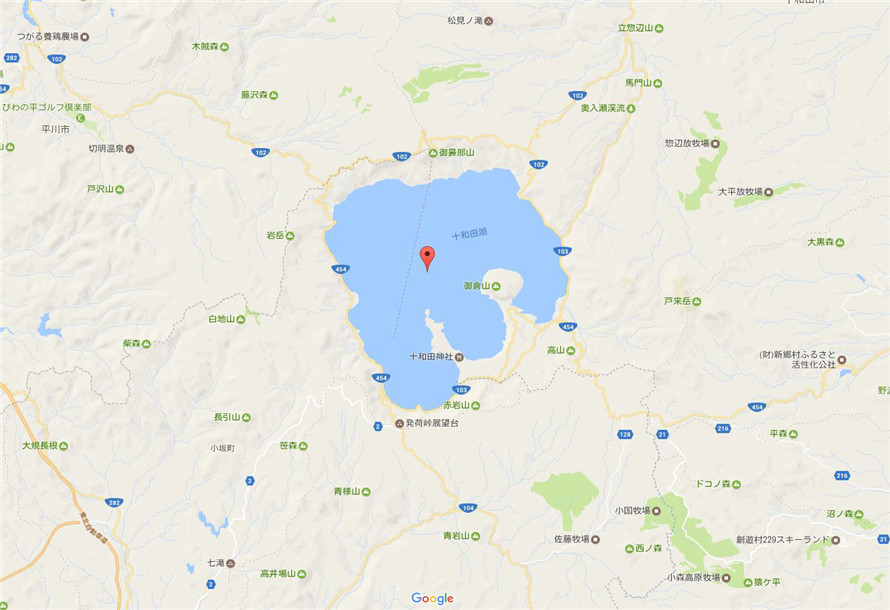 十和田市
松見ノ滝
立惣辺山
つがる養鶏農場
木賊森
282
102
馬門山
藤沢森
102
奥入瀬渓流
びわの平ゴルフ倶楽部
平川市
切明温泉
102
102
御鼻部山
102
惣辺放牧場
戸沢山
大平放牧場
岩岳
十和田湖
大黒森
103
454
御倉山
戸来岳
白地山
454
柴森
高山
十和田神社
(財)新郷村ふるさと
活性化公社
454
103
赤岩山
454
長引山
2
発荷峠展望台
216
128
21
平森
大規長根
小坂町
笹森
216
2
ドコノ森
青様山
282
104
小国牧場
沼ノ森
東北自動車道
青岩山
佐藤牧場
創遊村229スキーランド
21
西ノ森
七滝
高井場山
小森高原牧場
猿ケ平
2
Google